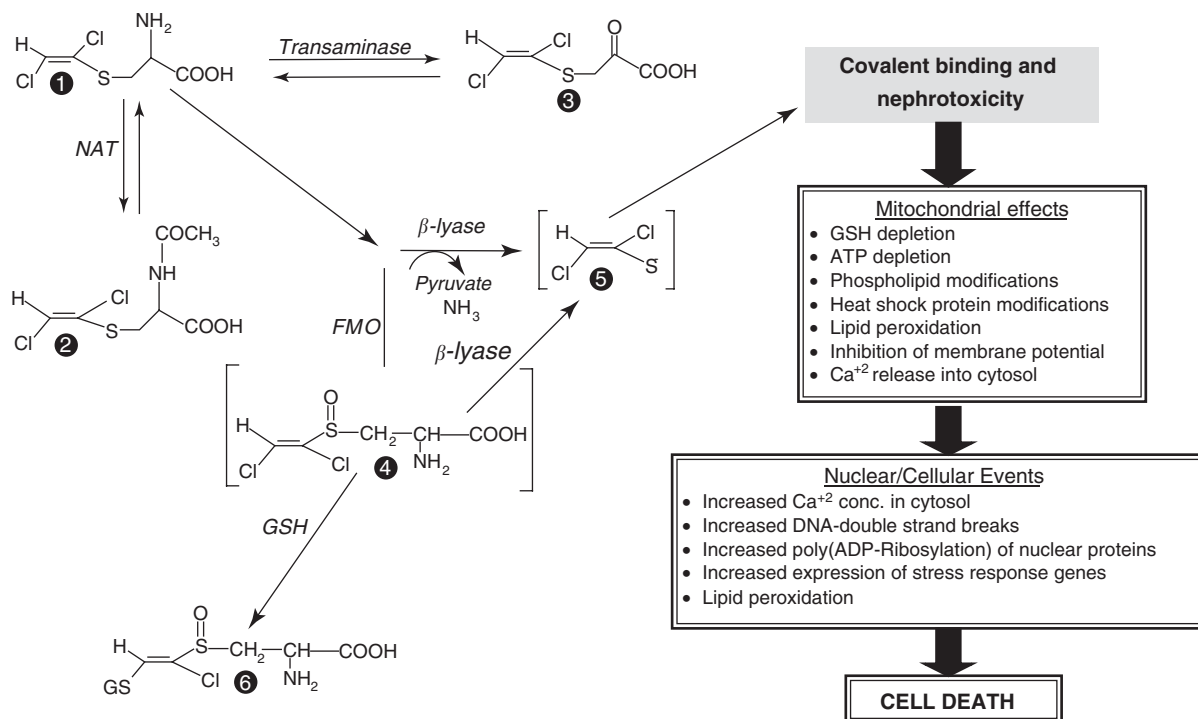 NH2
H
Cl
Cl
S
COOH
1
Transaminase
H
Cl
Cl
S
O
COOH
3
NAT
COCH3
NH
H
Cl
Cl
S
COOH
2
β-lyase
Pyruvate
NH3
FMO
β-lyase
H
Cl
Cl
S
5
O
H
S
CH2
CH
COOH
Cl
Cl
NH2
4
GSH
O
H
S
CH2
CH
COOH
GS
Cl
NH2
6
Covalent binding and
nephrotoxicity
Mitochondrial effects
• GSH depletion
• ATP depletion
• Phospholipid modifications
• Heat shock protein modifications
• Lipid peroxidation
• Inhibition of membrane potential
• Ca+2 release into cytosol
Nuclear/Cellular Events
• Increased Ca+2 conc. in cytosol
• Increased DNA-double strand breaks
• Increased poly(ADP-Ribosylation) of nuclear proteins
• Increased expression of stress response genes
• Lipid peroxidation
CELL DEATH